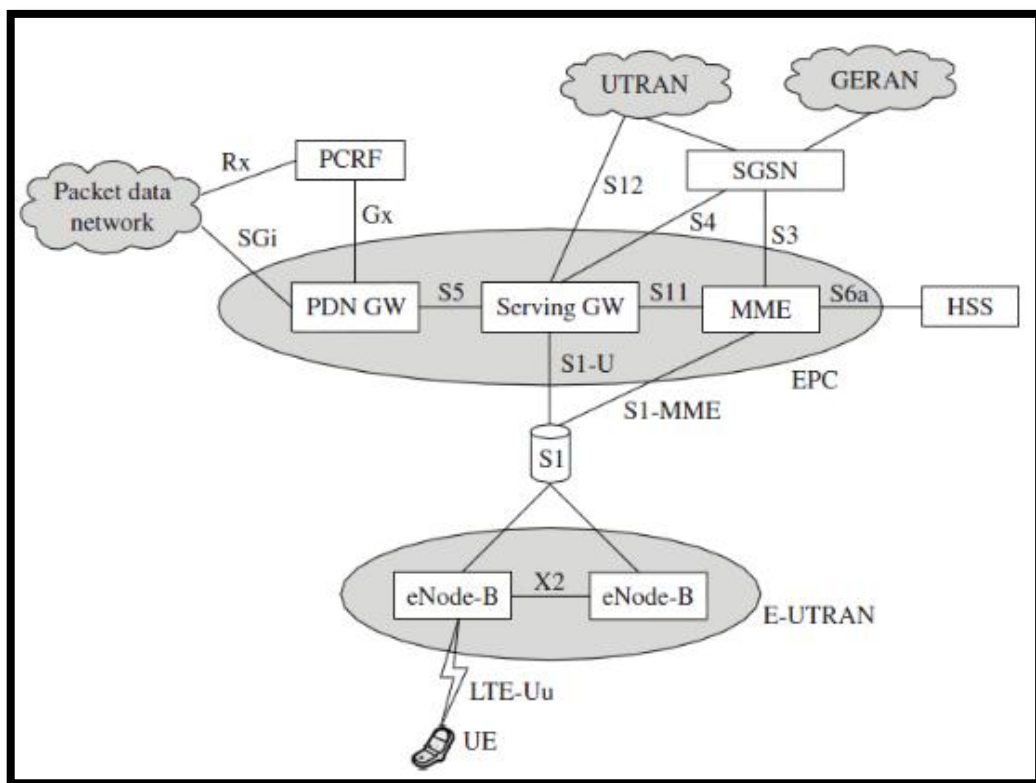 UTRAN
GERAN
PCRF
Rx
SGSN
Packet data
network
S12
Gx
S4
S3
SGi
PDN GW
S5
Serving GW
S11
MME
S6a
HSS
S1-U
EPC
S1-MME
S1
eNode-B
X2
eNode-B
E-UTRAN
LTE-Uu
UE